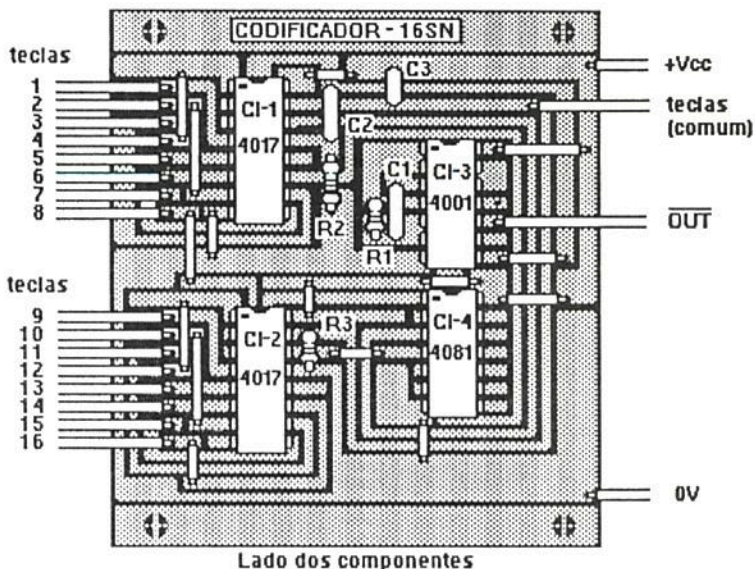 CODIFICADOR - 16SN
teclas
1
2
3
4
5
6
7
8
CI-1
4017
C2
C3
R2
C1
R1
CI-3
4001
+Vcc
teclas
(comum)
OUT
teclas
9
10
11
12
13
14
15
16
CI-2
4017
R3
CI-4
4081
0V
Lado dos componentes